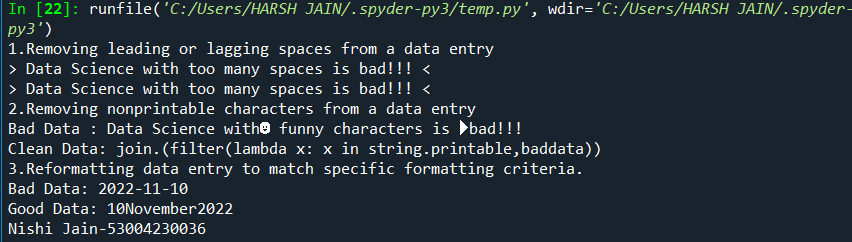 In [22]: runfile('C:/Users/HARSH JAIN/.spyder-py3/temp.py', wdir='C:/Users/HARSH JAIN/.spyder-
py3')
1.Removing leading or lagging spaces from a data entry
> Data Science with too many spaces is bad!!! <
> Data Science with too many spaces is bad!!! <
2.Removing nonprintable characters from a data entry
Bad Data : Data Science with◘ funny characters is ⏵bad!!!
Clean Data: join.(filter(lambda x: x in string.printable,baddata))
3.Reformatting data entry to match specific formatting criteria.
Bad Data: 2022-11-10
Good Data: 10November2022
Nishi Jain-53004230036